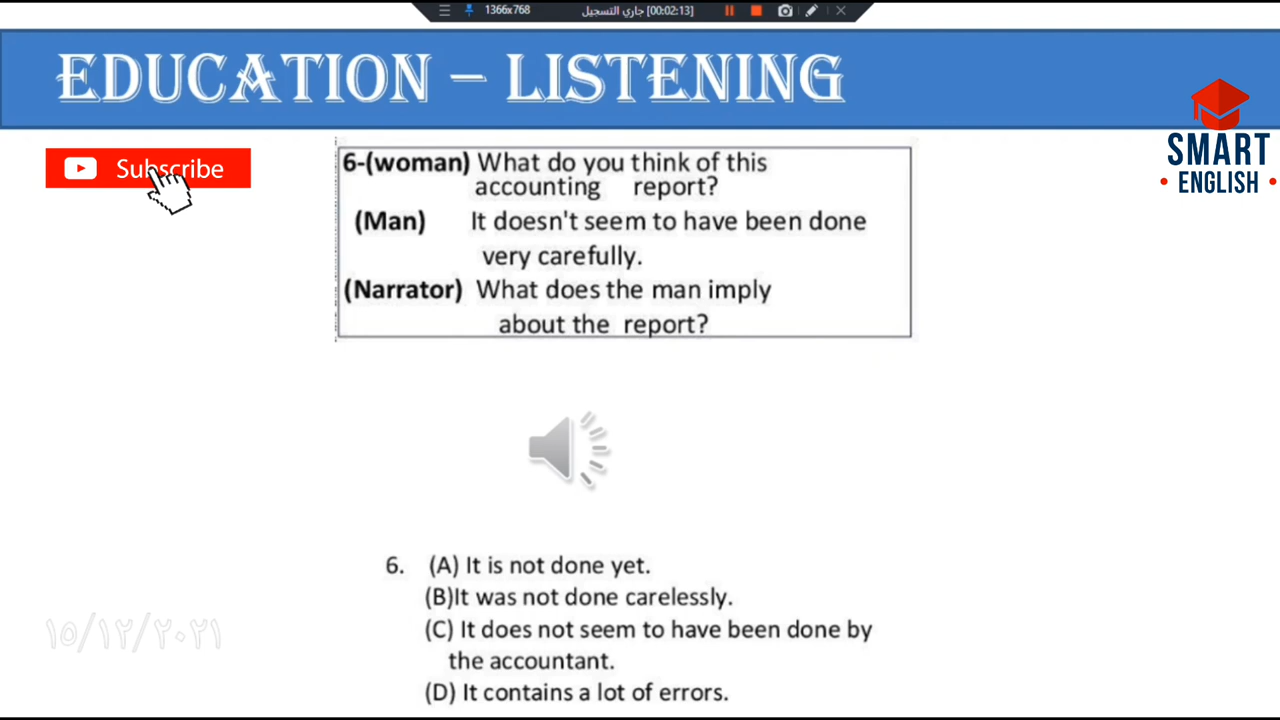 1366x768 جاري التسجيل [00:02:13]
EDUCATION – LISTENING
Subscribe
SMART
ENGLISH
6-(woman) What do you think of this
accounting report?
(Man) It doesn't seem to have been done
very carefully.
(Narrator) What does the man imply
about the report?
6. (A) It is not done yet.
(B)It was not done carelessly.
(C) It does not seem to have been done by
the accountant.
(D) It contains a lot of errors.
١٥/١٢/٢٠٢١